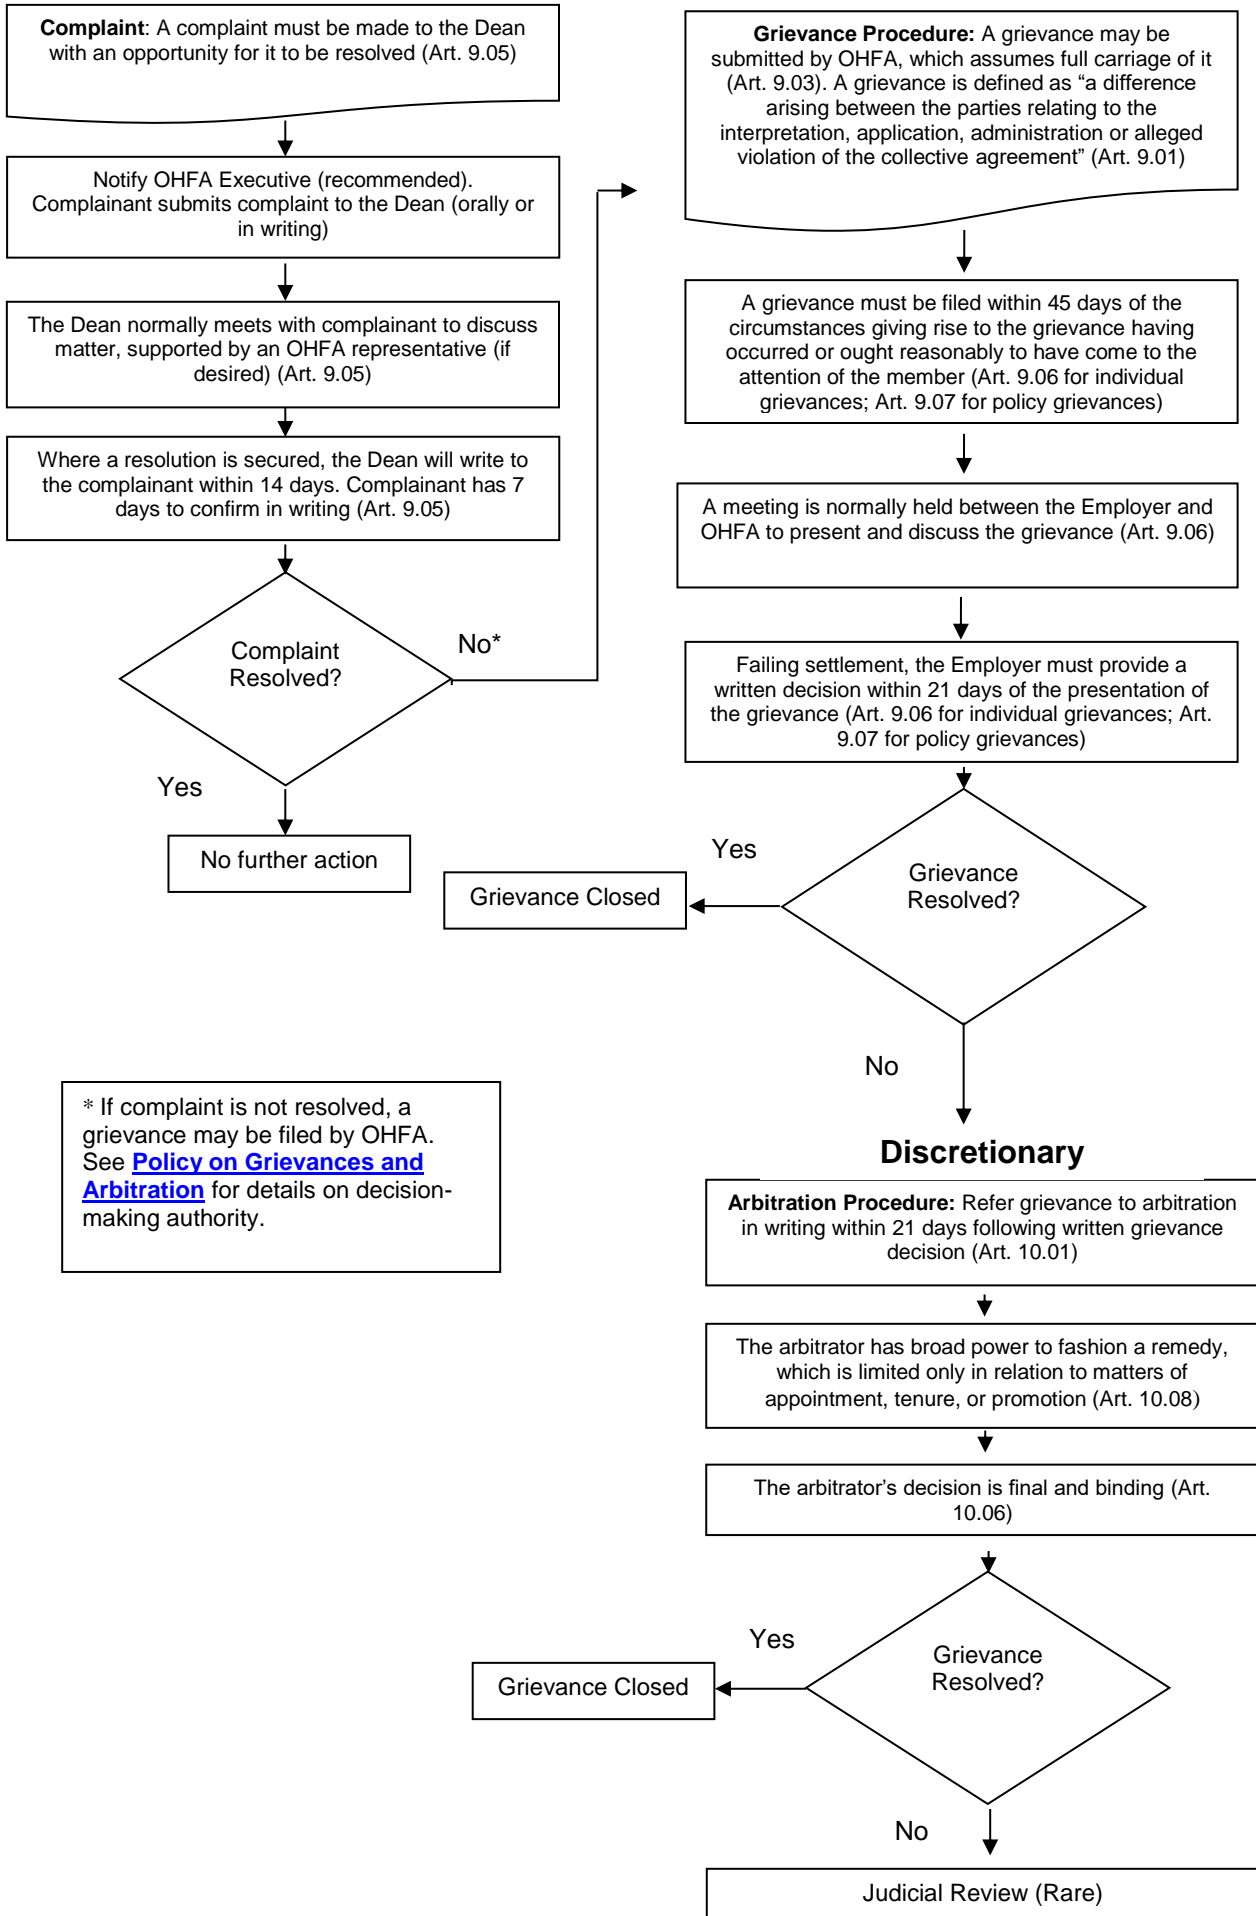 Complaint: A complaint must be made to the Dean
with an opportunity for it to be resolved (Art. 9.05)
Notify OHFA Executive (recommended).
Complainant submits complaint to the Dean (orally or
in writing)
The Dean normally meets with complainant to discuss
matter, supported by an OHFA representative (if
desired) (Art. 9.05)
Where a resolution is secured, the Dean will write to
the complainant within 14 days. Complainant has 7
days to confirm in writing (Art. 9.05)
Complaint
Resolved?
No*
Yes
No further action
Grievance Procedure: A grievance may be
submitted by OHFA, which assumes full carriage of it
(Art. 9.03). A grievance is defined as “a difference
arising between the parties relating to the
interpretation, application, administration or alleged
violation of the collective agreement” (Art. 9.01)
A grievance must be filed within 45 days of the
circumstances giving rise to the grievance having
occurred or ought reasonably to have come to the
attention of the member (Art. 9.06 for individual
grievances; Art. 9.07 for policy grievances)
A meeting is normally held between the Employer and
OHFA to present and discuss the grievance (Art. 9.06)
Failing settlement, the Employer must provide a
written decision within 21 days of the presentation of
the grievance (Art. 9.06 for individual grievances; Art.
9.07 for policy grievances)
Grievance
Resolved?
Yes
Grievance Closed
No
* If complaint is not resolved, a
grievance may be filed by OHFA.
See Policy on Grievances and
Arbitration for details on decision-
making authority.
Discretionary
Arbitration Procedure: Refer grievance to arbitration
in writing within 21 days following written grievance
decision (Art. 10.01)
The arbitrator has broad power to fashion a remedy,
which is limited only in relation to matters of
appointment, tenure, or promotion (Art. 10.08)
The arbitrator’s decision is final and binding (Art.
10.06)
Grievance
Resolved?
Yes
Grievance Closed
No
Judicial Review (Rare)